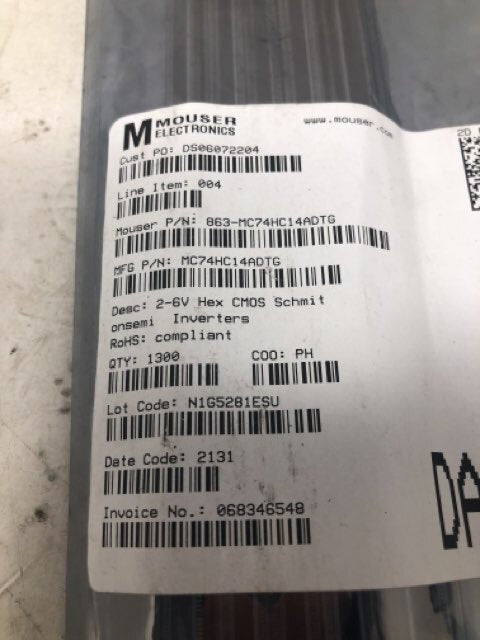 MOUSER
ELECTRONICS
www.mouser.com
2D
Cust PO: DS06072204
Line Item: 004
Mouser P/N: 863-MC74HC14ADTG
MFG P/N: MC74HC14ADTG
Desc: 2-6V Hex CMOS Schmit
onsemi Inverters
RoHS: compliant
QTY: 1300 COO: PH
Lot Code: N1G5281ESU
Date Code: 2131
DA
Invoice No.: 068346548